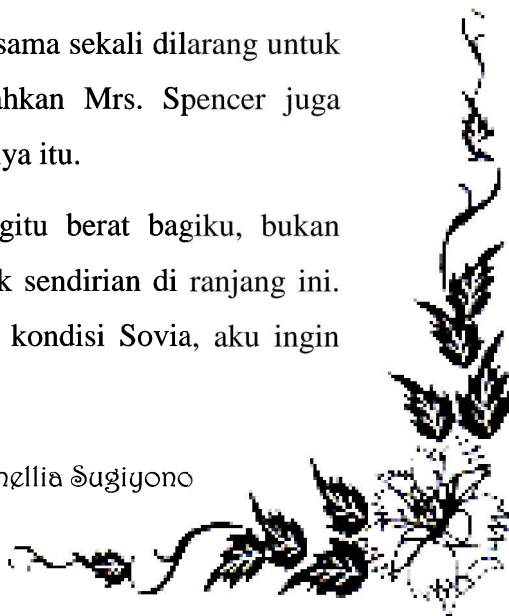 sama sekali dilarang untuk
ahkan Mrs. Spencer juga
ya itu.
gitu berat bagiku, bukan
k sendirian di ranjang ini.
kondisi Sovia, aku ingin
nellia Sugiyono